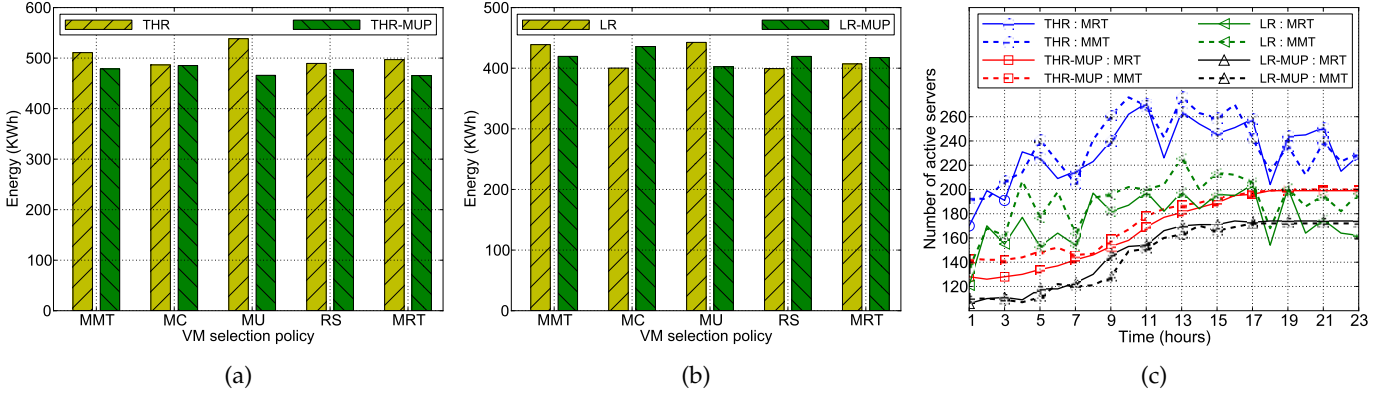 600
500
400
300
200
100
0
Energy (KWh)
THR
THR-MUP
MMT
MC
MU
RS
MRT
VM selection policy
(a)
500
400
300
200
100
0
Energy (KWh)
LR
LR-MUP
MMT
MC
MU
RS
MRT
VM selection policy
(b)
THR : MRT
THR : MMT
THR-MUP : MRT
THR-MUP : MMT
LR : MRT
LR : MMT
LR-MUP : MRT
LR-MUP : MMT
260
240
220
200
180
160
140
120
Number of active servers
1 3 5 7 9 11 13 15 17 19 21 23
Time (hours)
(c)